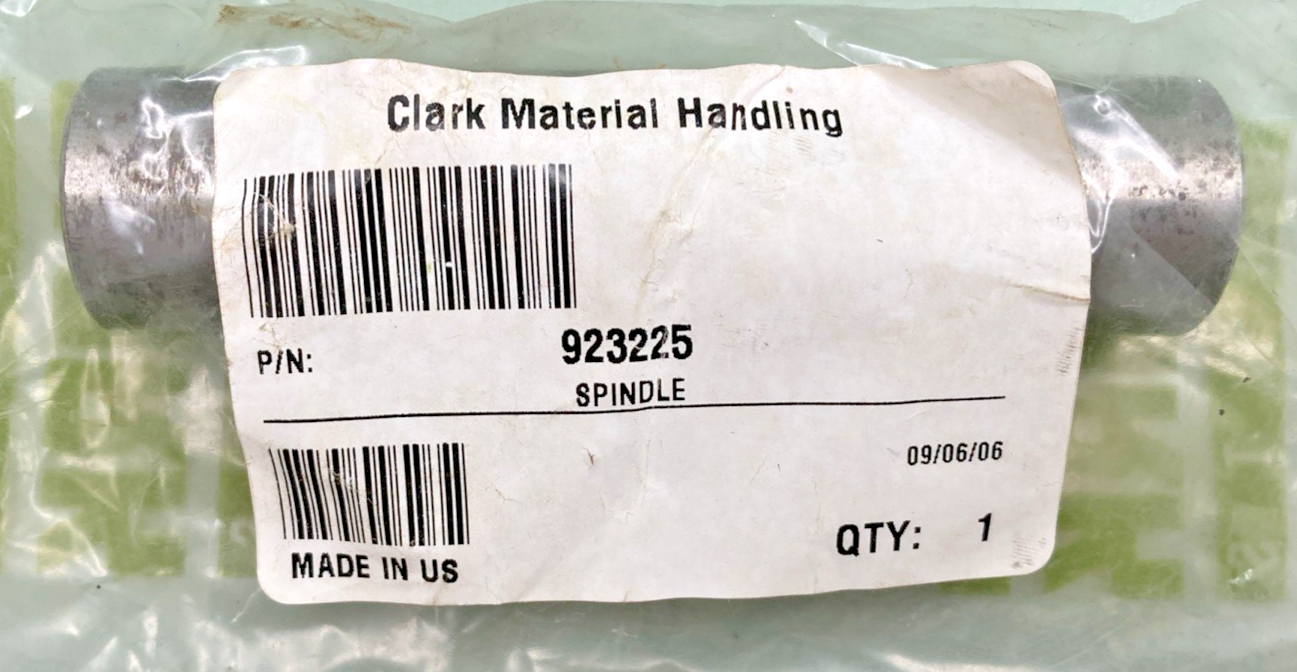 Clark Material Handling
P/N: 923225
SPINDLE
09/06/06
QTY: 1
MADE IN US